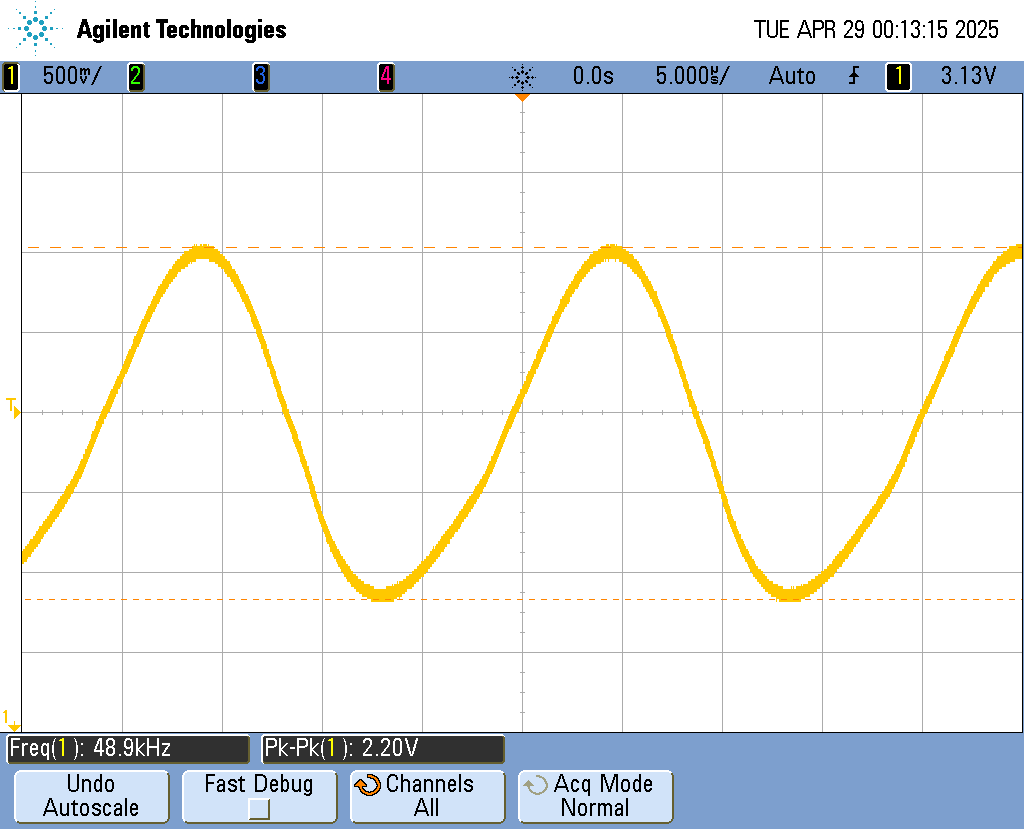 Agilent Technologies
TUE APR 29 00:13:15 2025
1 500mV/ 2 3 4 0.0s 5.000µs/ Auto 1 3.13V
T
1
Freq(1): 48.9kHz Pk-Pk(1): 2.20V
Undo Autoscale
Fast Debug
Channels All
Acq Mode Normal